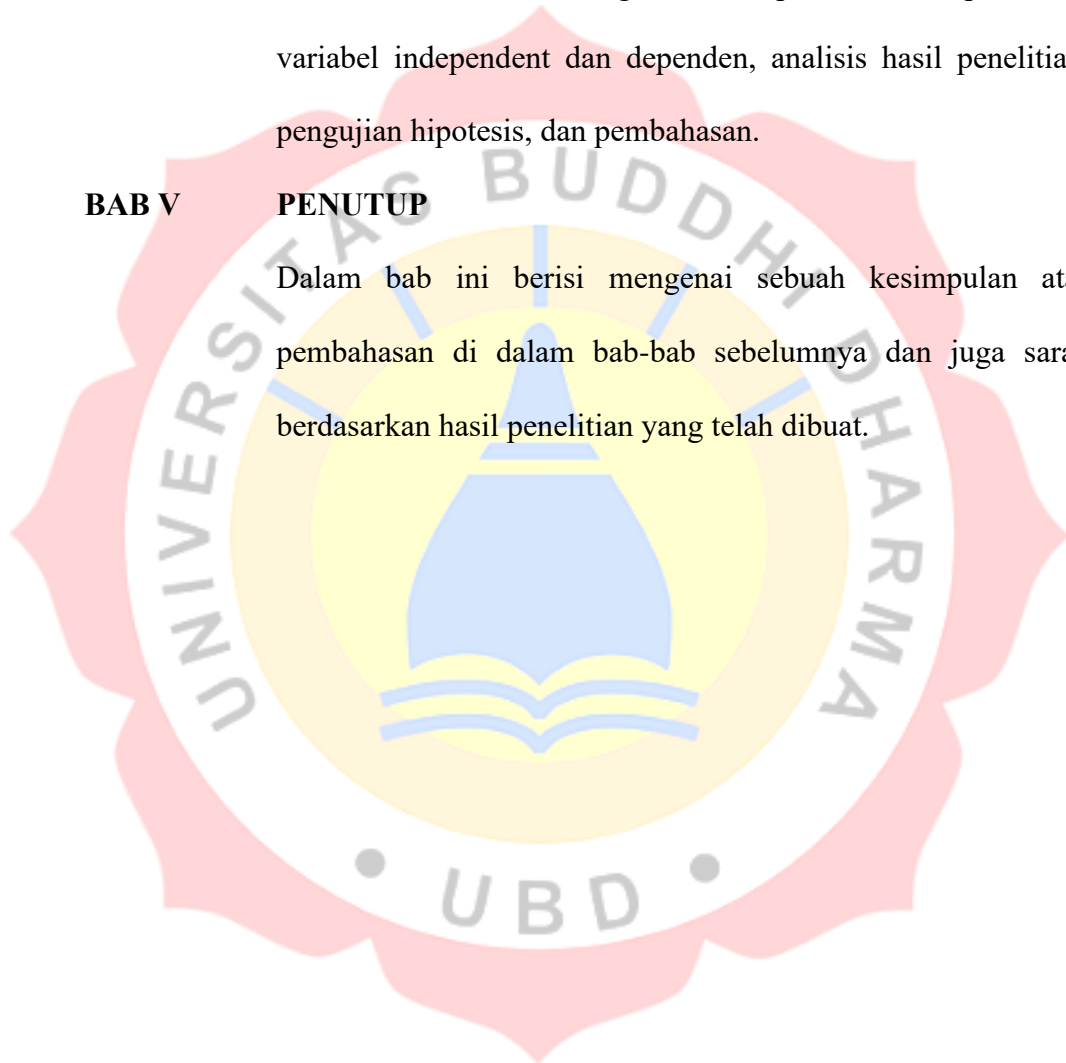 variabel independent dan dependen, analisis hasil
pengujian hipotesis, dan pembahasan.
BAB V PENUTUP
Dalam bab ini berisi mengenai sebuah kesimpulan
pembahasan di dalam bab-bab sebelumnya dan juga
berdasarkan hasil penelitian yang telah dibuat.
UNIVERSITAS BUDDHI DHARMA
• UBD •